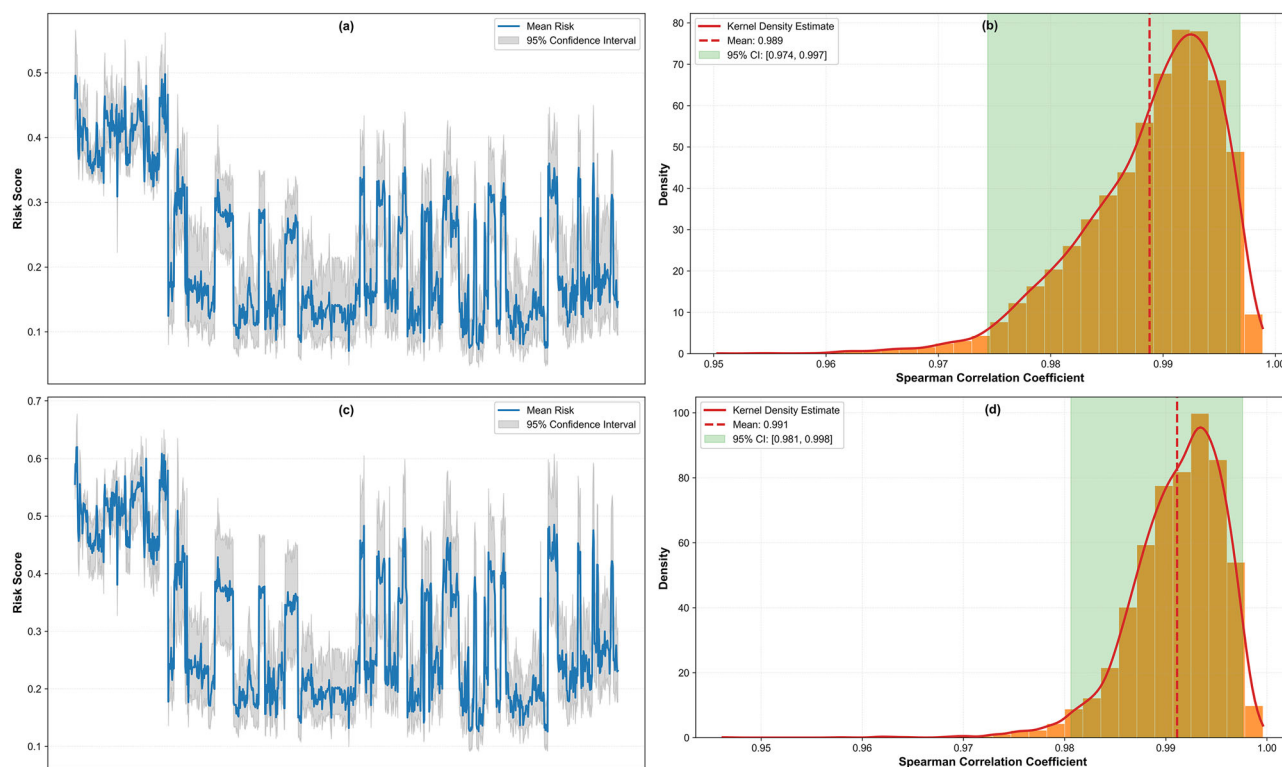 (a)
Mean Risk
95% Confidence Interval
Risk Score
0.5
0.4
0.3
0.2
0.1
(b)
Kernel Density Estimate
Mean: 0.989
95% CI: [0.974, 0.997]
Density
80
70
60
50
40
30
20
10
0
0.95 0.96 0.97 0.98 0.99 1.00
Spearman Correlation Coefficient
(c)
Mean Risk
95% Confidence Interval
Risk Score
0.7
0.6
0.5
0.4
0.3
0.2
0.1
(d)
Kernel Density Estimate
Mean: 0.991
95% CI: [0.981, 0.998]
Density
100
80
60
40
20
0
0.95 0.96 0.97 0.98 0.99 1.00
Spearman Correlation Coefficient